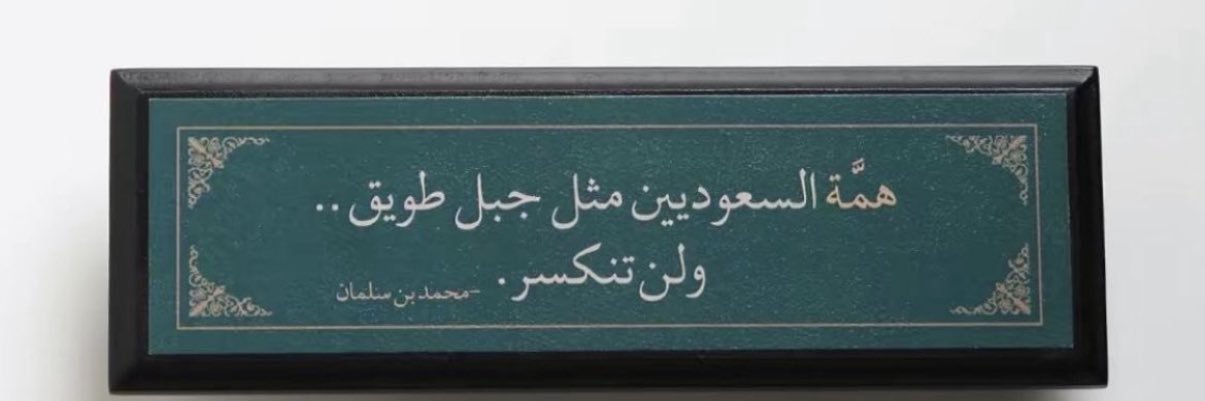 همَّة السعوديين مثل جبل طويق..
ولن تنكسر.
-محمد بن سلمان